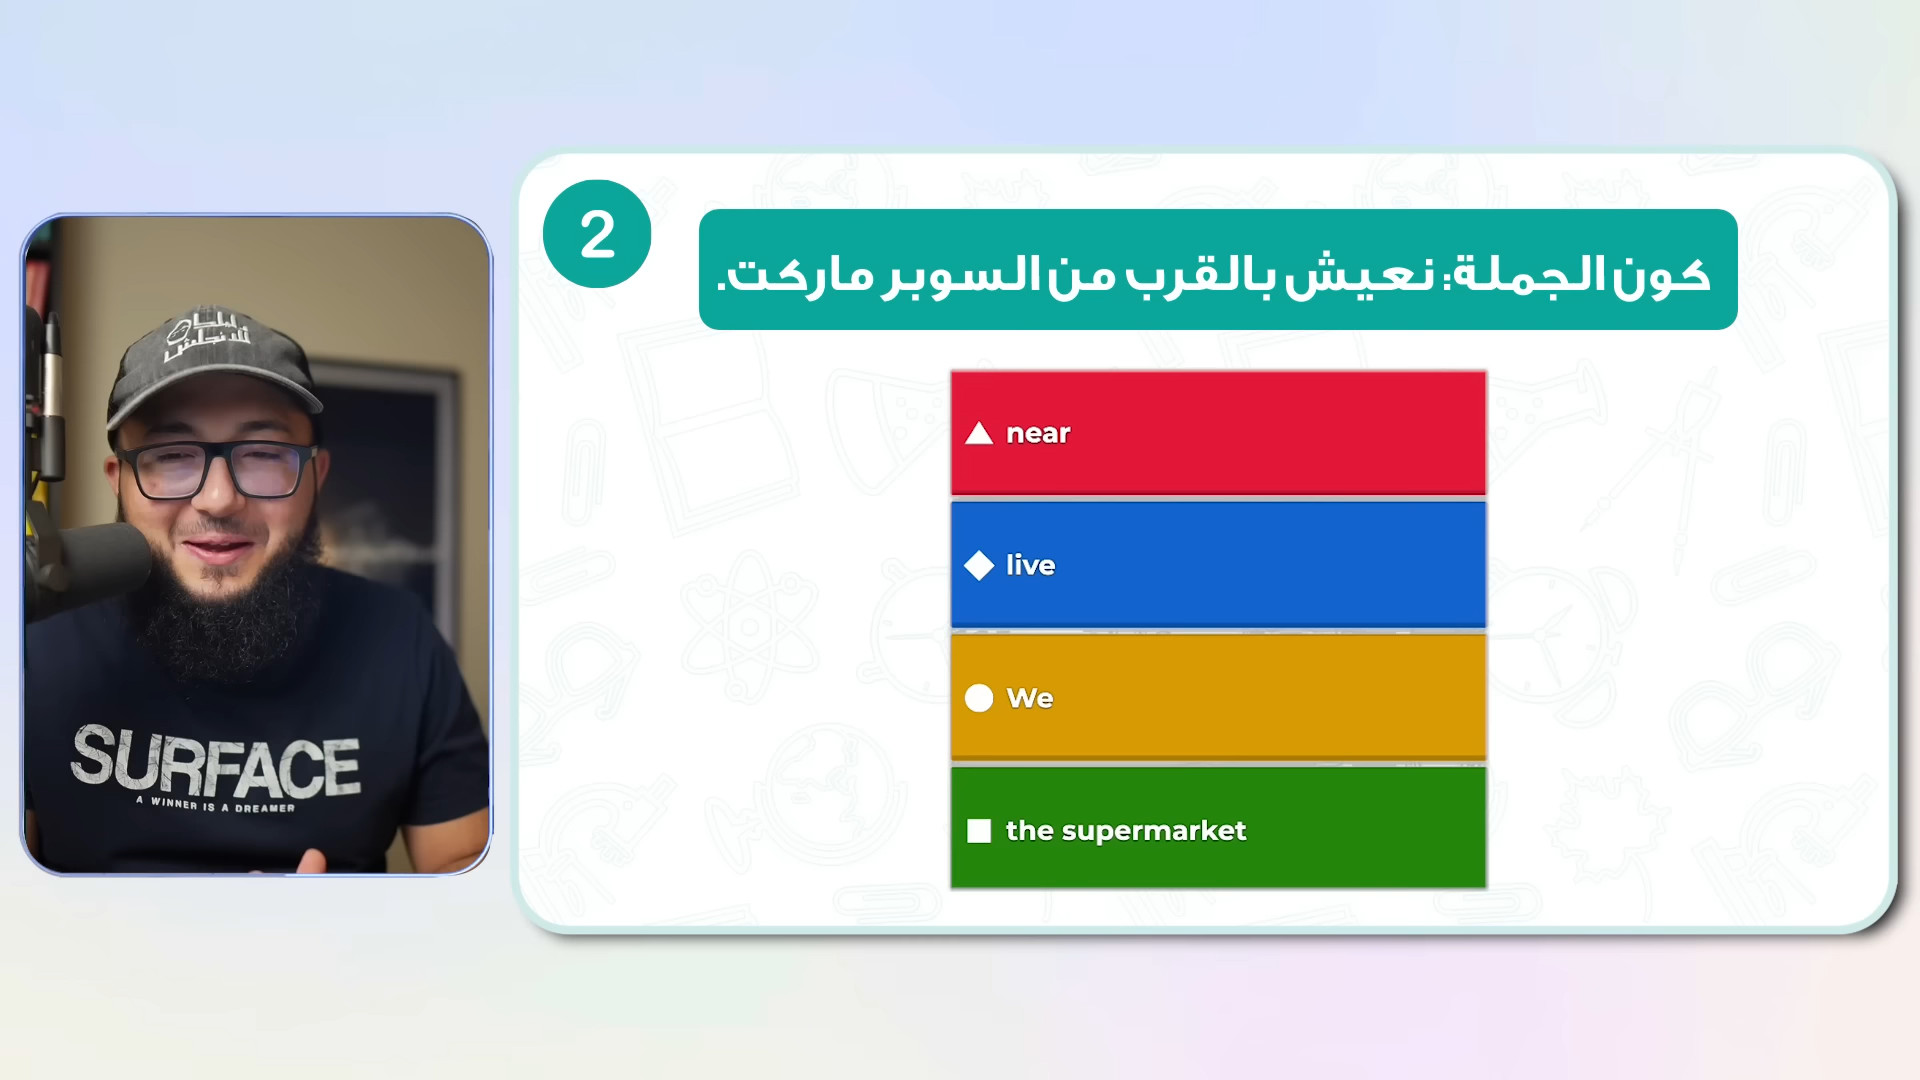 2
كون الجملة: نعيش بالقرب من السوبر ماركت.
near
live
We
the supermarket
SURFACE
A WINNER IS A DREAMER